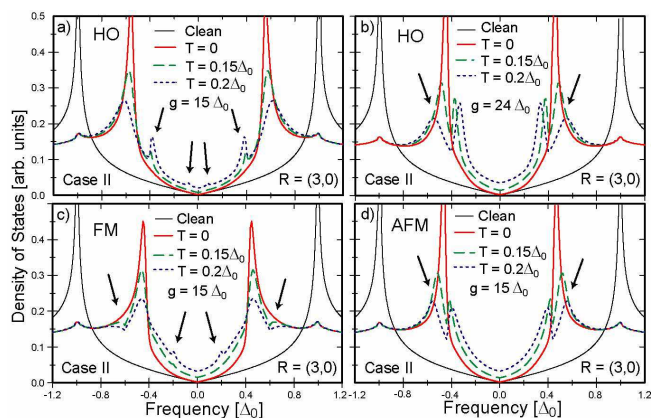 a) HO
Clean
T = 0
T = 0.15Δ₀
T = 0.2Δ₀
g = 15 Δ₀
Case II
R = (3,0)
b) HO
Clean
T = 0
T = 0.15Δ₀
T = 0.2Δ₀
g = 24 Δ₀
Case II
R = (3,0)
c) FM
Clean
T = 0
T = 0.15Δ₀
T = 0.2Δ₀
g = 15 Δ₀
Case II
R = (3,0)
d) AFM
Clean
T = 0
T = 0.15Δ₀
T = 0.2Δ₀
g = 15 Δ₀
Case II
R = (3,0)
Density of States [arb. units]
0.5
0.4
0.3
0.2
0.1
0.4
0.3
0.2
0.1
0.0
-1.2 -0.8 -0.4 0.0 0.4 0.8 1.2
-0.8 -0.4 0.0 0.4 0.8 1.2
Frequency [Δ₀]
Frequency [Δ₀]